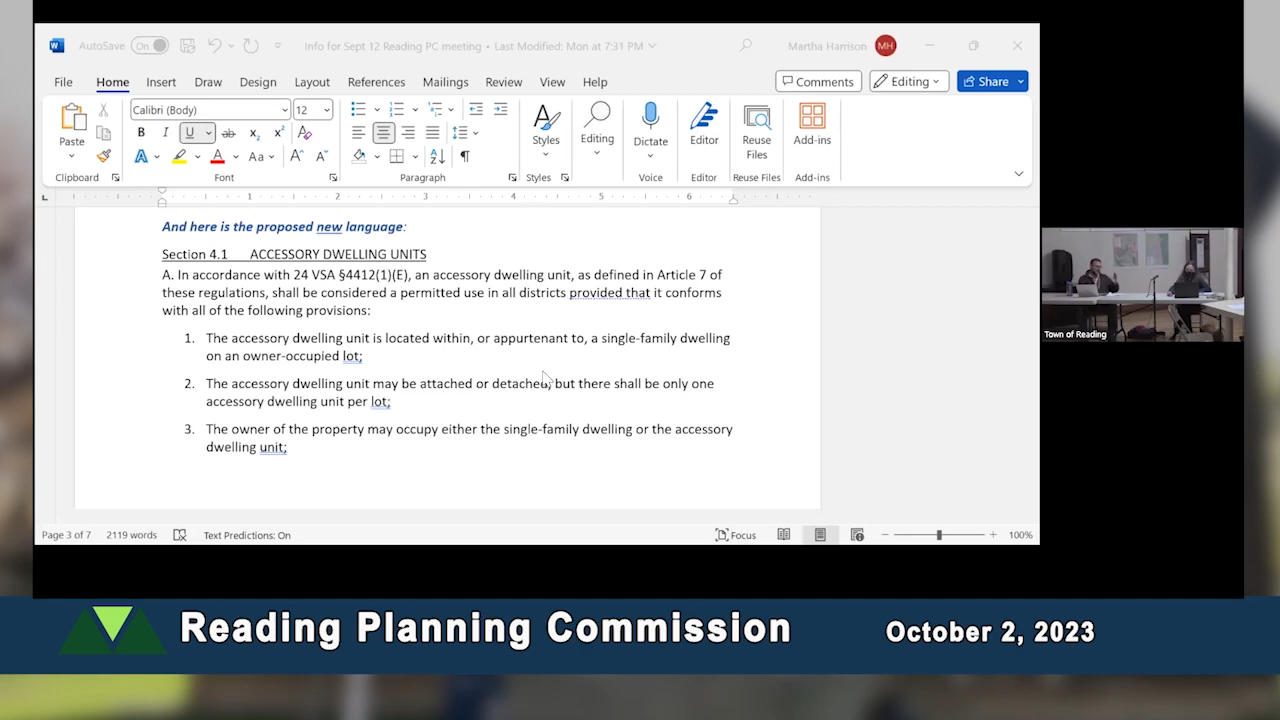 AutoSave On Info for Sept 12 Reading PC meeting • Last Modified: Mon at 7:31 PM Martha Harrison MH
File Home Insert Draw Design Layout References Mailings Review View Help Comments Editing Share
Calibri (Body) 12
Paste Styles Editing Dictate Editor Reuse Files Add-ins
Clipboard Font Paragraph Styles Voice Editor Reuse Files Add-ins
1 2 3 4 5 6
And here is the proposed new language:
Section 4.1 ACCESSORY DWELLING UNITS
A. In accordance with 24 VSA §4412(1)(E), an accessory dwelling unit, as defined in Article 7 of
these regulations, shall be considered a permitted use in all districts provided that it conforms
with all of the following provisions:
1. The accessory dwelling unit is located within, or appurtenant to, a single-family dwelling
on an owner-occupied lot;
2. The accessory dwelling unit may be attached or detached, but there shall be only one
accessory dwelling unit per lot;
3. The owner of the property may occupy either the single-family dwelling or the accessory
dwelling unit;
Page 3 of 7 2119 words Text Predictions: On Focus 100%
Town of Reading
Reading Planning Commission October 2, 2023